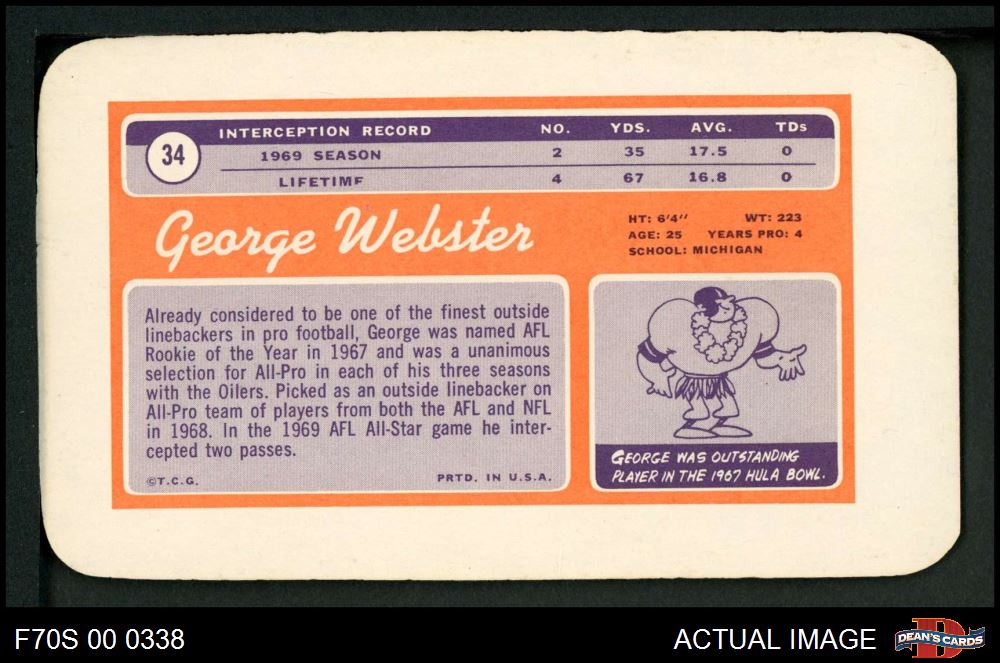 34
INTERCEPTION RECORD NO. YDS. AVG. TDs
1969 SEASON 2 35 17.5 0
LIFETIME 4 67 16.8 0
George Webster
HT: 6'4" WT: 223
AGE: 25 YEARS PRO: 4
SCHOOL: MICHIGAN
Already considered to be one of the finest outside
linebackers in pro football, George was named AFL
Rookie of the Year in 1967 and was a unanimous
selection for All-Pro in each of his three seasons
with the Oilers. Picked as an outside linebacker on
All-Pro team of players from both the AFL and NFL
in 1968. In the 1969 AFL All-Star game he inter-
cepted two passes.
©T.C.G. PRTD. IN U.S.A.
GEORGE WAS OUTSTANDING
PLAYER IN THE 1967 HULA BOWL.
F70S 00 0338 ACTUAL IMAGE DEAN'S CARDS